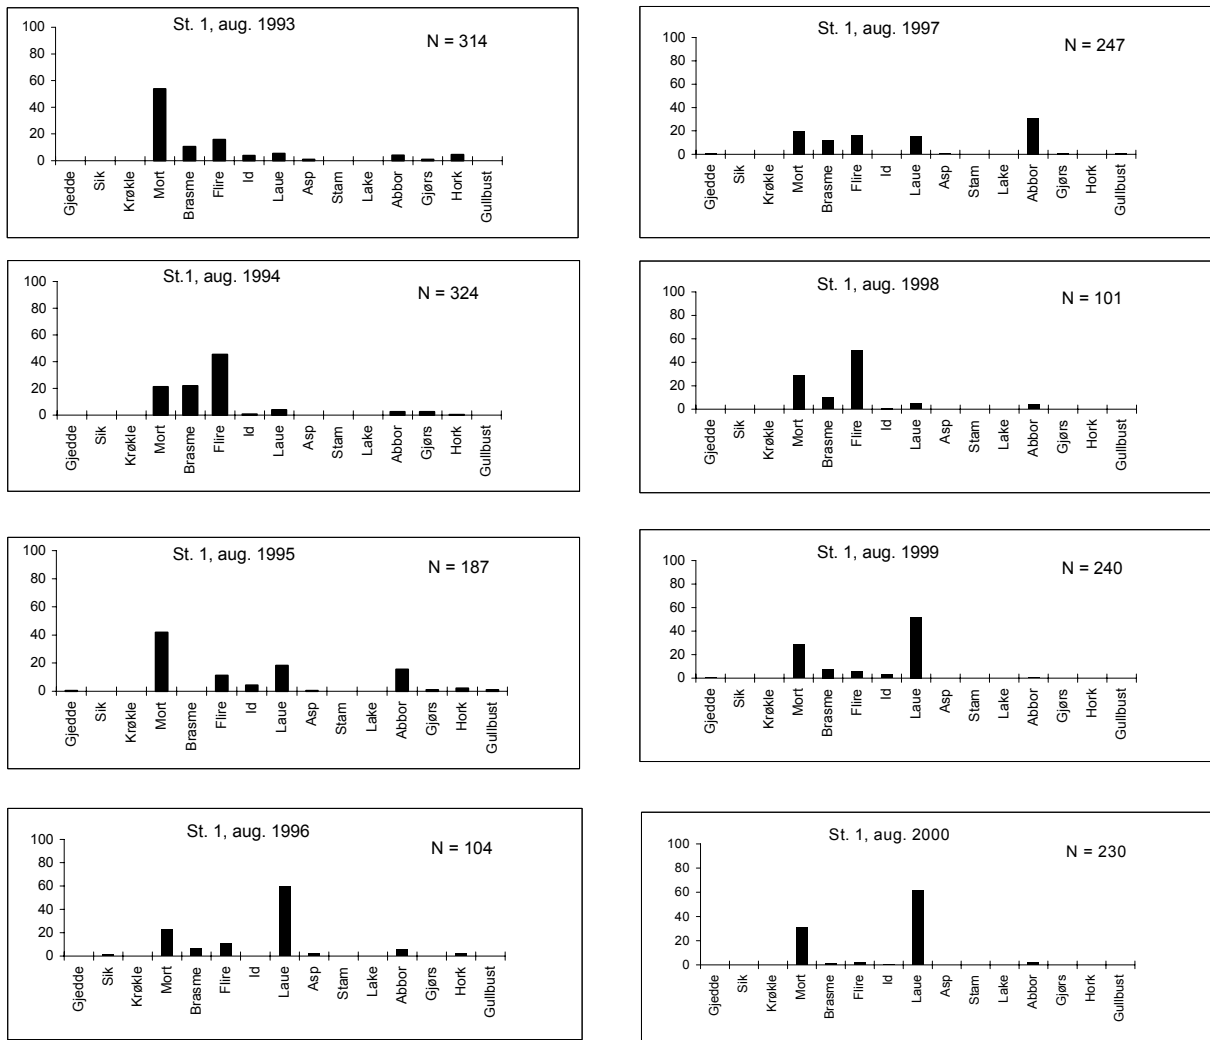 St. 1, aug. 1993
N = 314
100
80
60
40
20
0
Gjedde
Sik
Krøkle
Mort
Brasme
Flire
Id
Laue
Asp
Stam
Lake
Abbor
Gjørs
Hork
Gullbust
St.1, aug. 1994
N = 324
100
80
60
40
20
0
Gjedde
Sik
Krøkle
Mort
Brasme
Flire
Id
Laue
Asp
Stam
Lake
Abbor
Gjørs
Hork
Gullbust
St. 1, aug. 1995
N = 187
100
80
60
40
20
0
Gjedde
Sik
Krøkle
Mort
Brasme
Flire
Id
Laue
Asp
Stam
Lake
Abbor
Gjørs
Hork
Gullbust
St. 1, aug. 1996
N = 104
100
80
60
40
20
0
Gjedde
Sik
Krøkle
Mort
Brasme
Flire
Id
Laue
Asp
Stam
Lake
Abbor
Gjørs
Hork
Gullbust
St. 1, aug. 1997
N = 247
100
80
60
40
20
0
Gjedde
Sik
Krøkle
Mort
Brasme
Flire
Id
Laue
Asp
Stam
Lake
Abbor
Gjørs
Hork
Gullbust
St. 1, aug. 1998
N = 101
100
80
60
40
20
0
Gjedde
Sik
Krøkle
Mort
Brasme
Flire
Id
Laue
Asp
Stam
Lake
Abbor
Gjørs
Hork
Gullbust
St. 1, aug. 1999
N = 240
100
80
60
40
20
0
Gjedde
Sik
Krøkle
Mort
Brasme
Flire
Id
Laue
Asp
Stam
Lake
Abbor
Gjørs
Hork
Gullbust
St. 1, aug. 2000
N = 230
100
80
60
40
20
0
Gjedde
Sik
Krøkle
Mort
Brasme
Flire
Id
Laue
Asp
Stam
Lake
Abbor
Gjørs
Hork
Gullbust